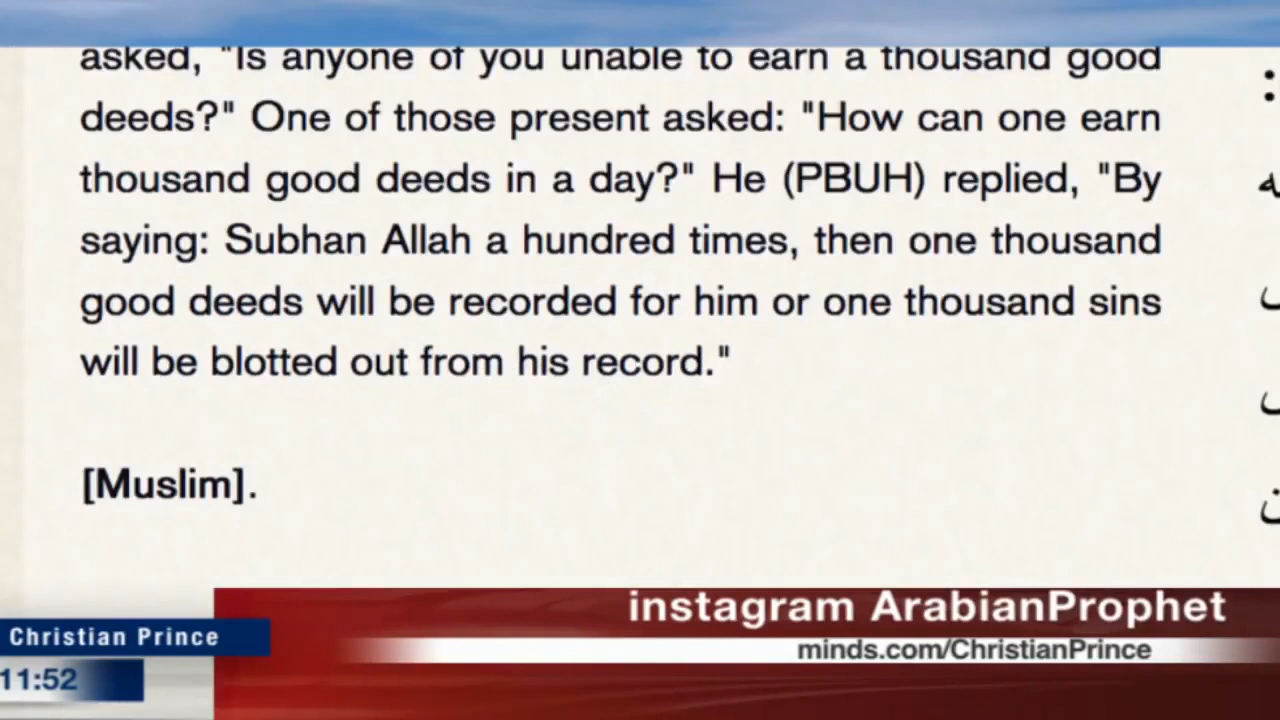 asked, "Is anyone of you unable to earn a thousand good
deeds?" One of those present asked: "How can one earn
thousand good deeds in a day?" He (PBUH) replied, "By
saying: Subhan Allah a hundred times, then one thousand
good deeds will be recorded for him or one thousand sins
will be blotted out from his record."
[Muslim].
instagram ArabianProphet
Christian Prince
minds.com/ChristianPrince
11:52